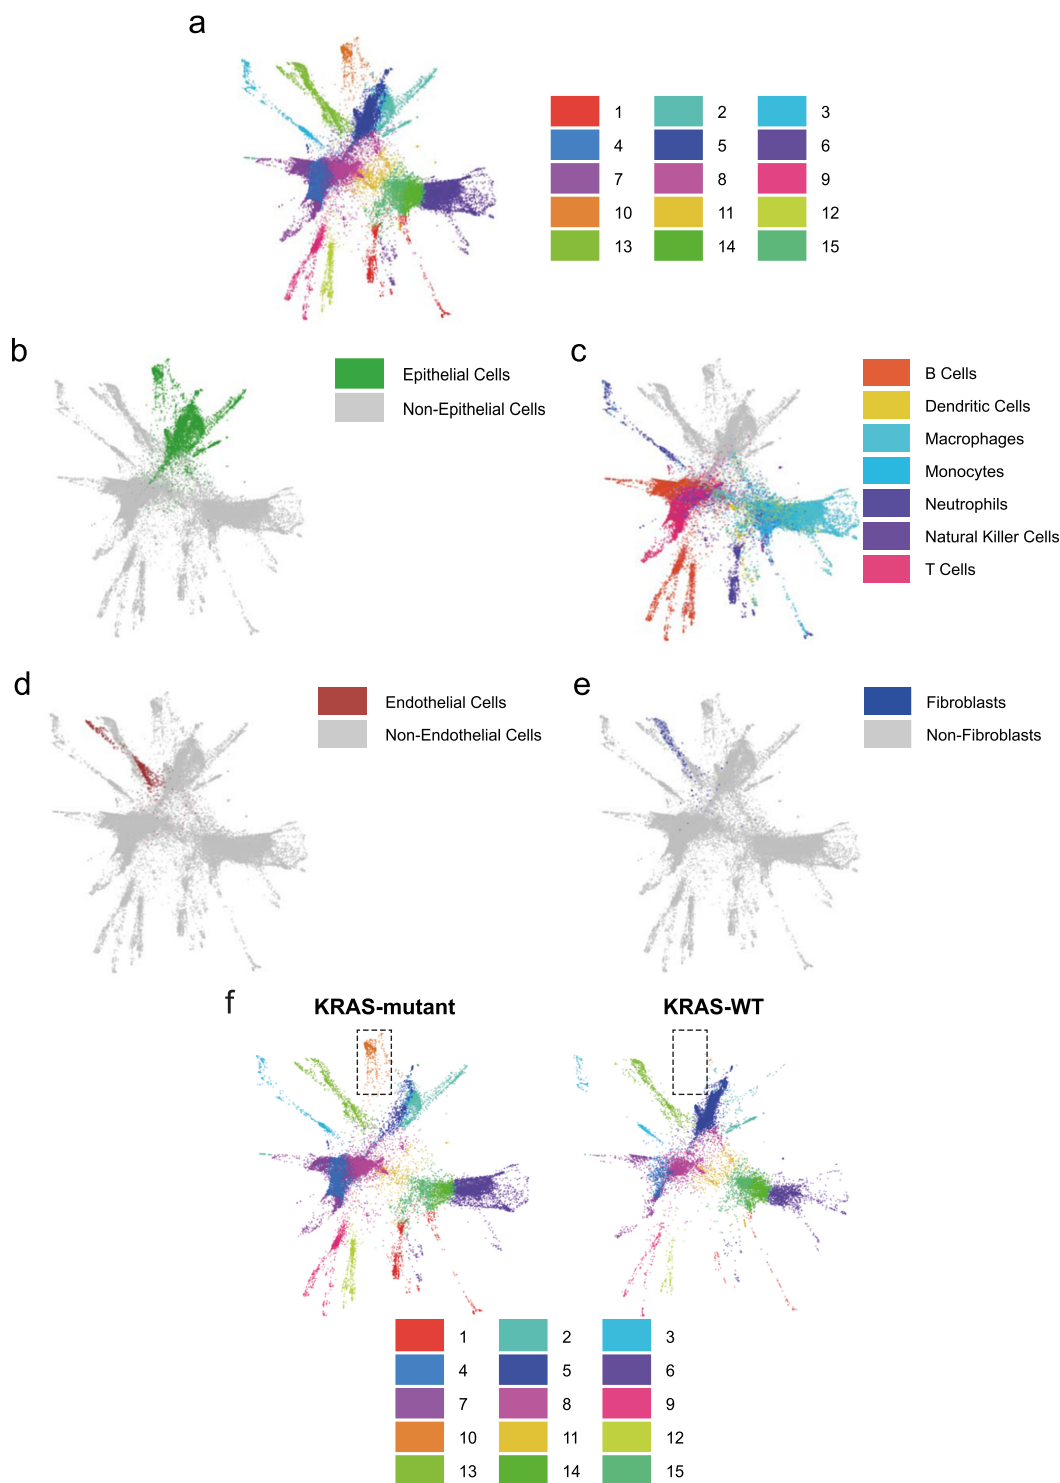 a
1 2 3
4 5 6
7 8 9
10 11 12
13 14 15
b
Epithelial Cells
Non-Epithelial Cells
c
B Cells
Dendritic Cells
Macrophages
Monocytes
Neutrophils
Natural Killer Cells
T Cells
d
Endothelial Cells
Non-Endothelial Cells
e
Fibroblasts
Non-Fibroblasts
f
KRAS-mutant KRAS-WT
1 2 3
4 5 6
7 8 9
10 11 12
13 14 15